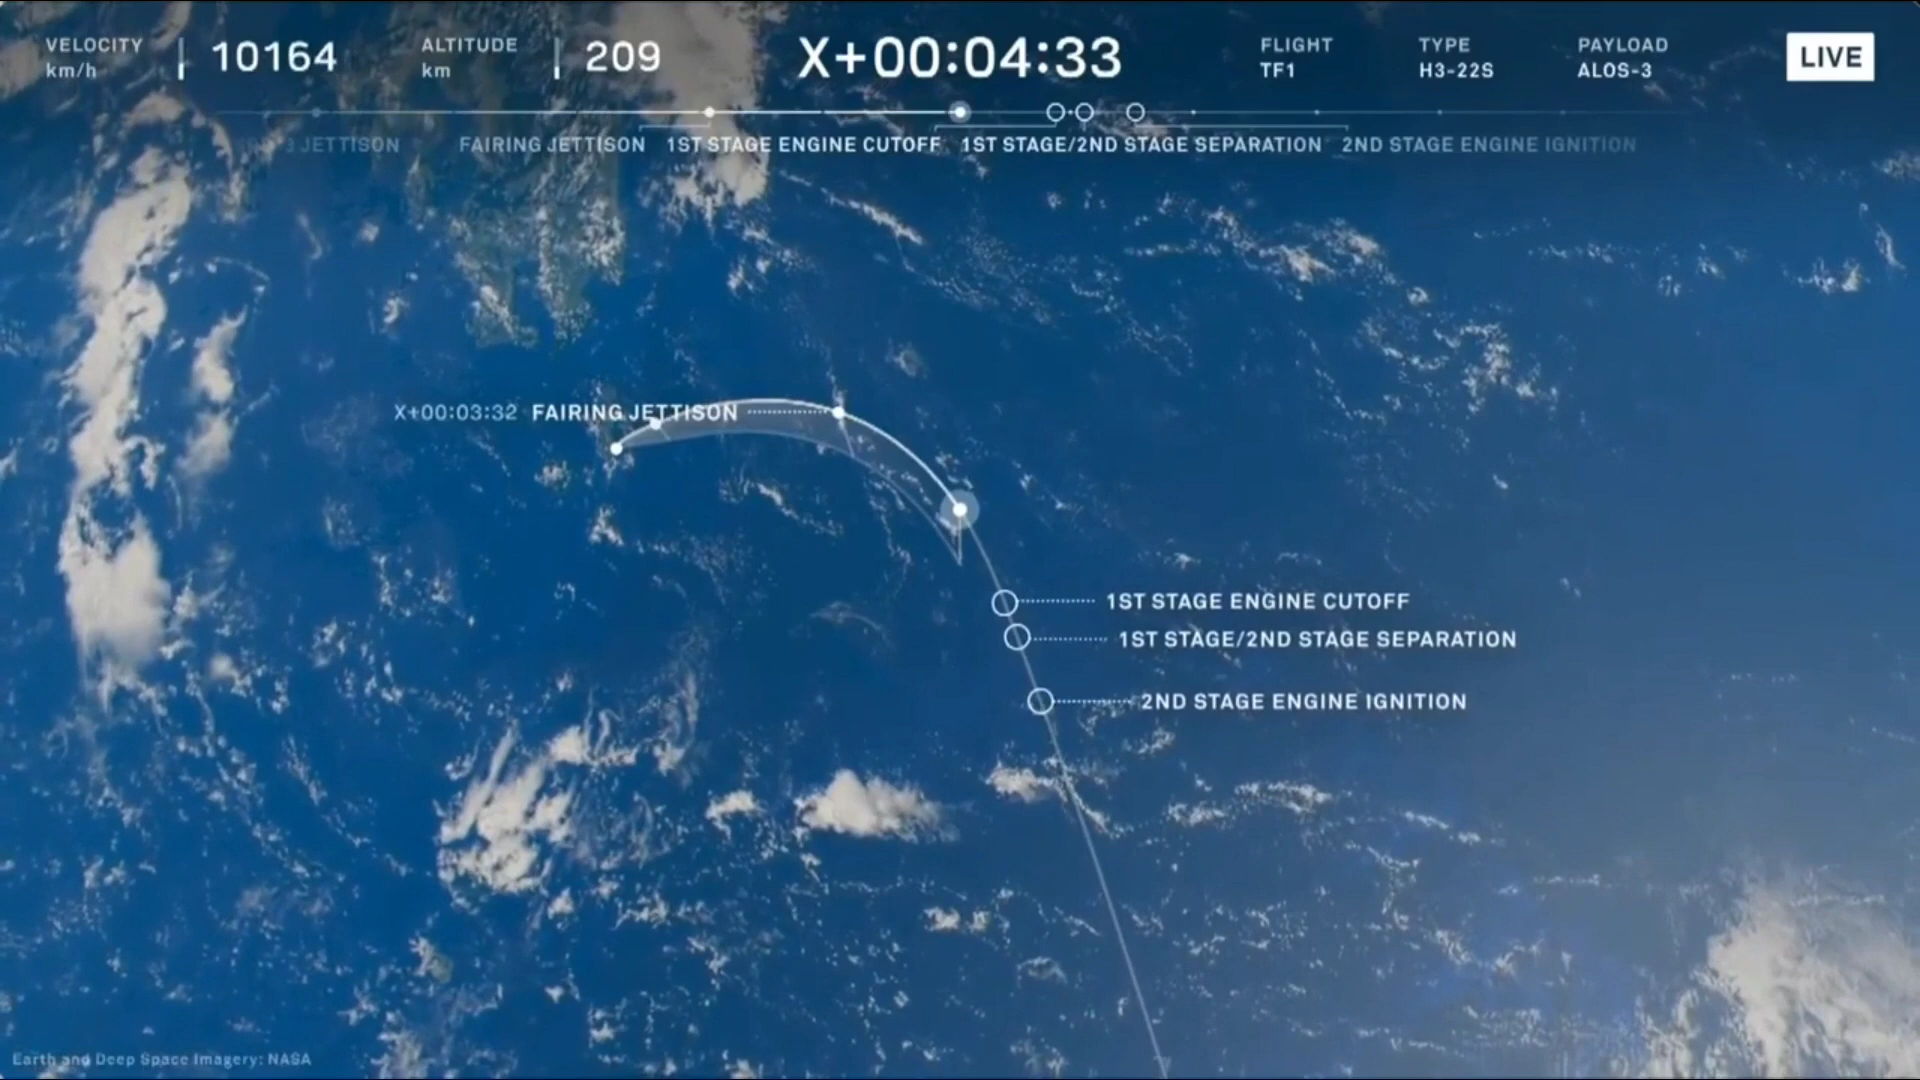 VELOCITY
km/h
10164
ALTITUDE
km
209
X+00:04:33
FLIGHT
TF1
TYPE
H3-22S
PAYLOAD
ALOS-3
LIVE
JETTISON
FAIRING JETTISON
1ST STAGE ENGINE CUTOFF
1ST STAGE/2ND STAGE SEPARATION
2ND STAGE ENGINE IGNITION
X+00:03:32 FAIRING JETTISON
1ST STAGE ENGINE CUTOFF
1ST STAGE/2ND STAGE SEPARATION
2ND STAGE ENGINE IGNITION
Earth and Deep Space Imagery: NASA